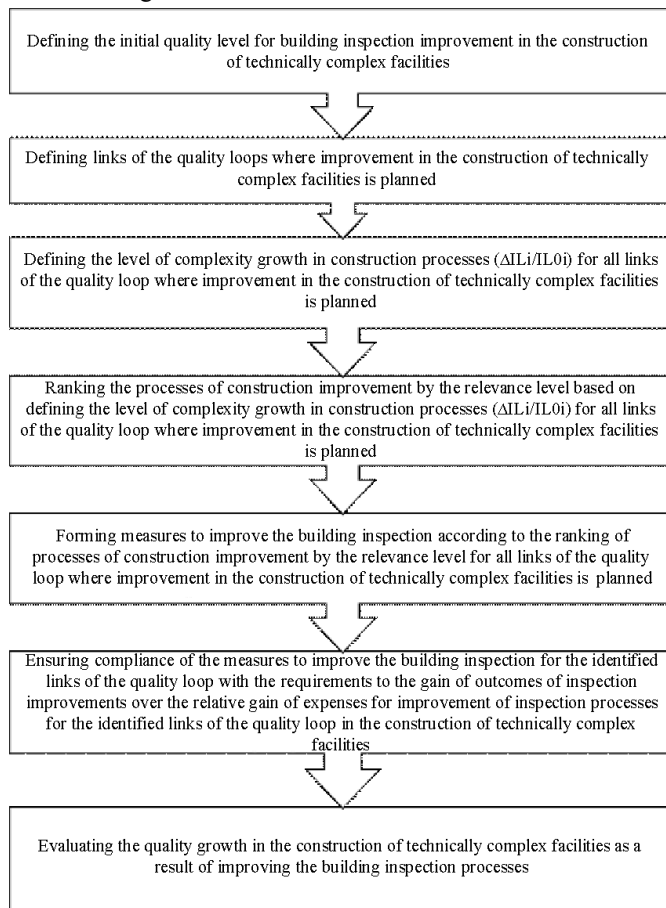 Defining the initial quality level for building inspection improvement in the construction
of technically complex facilities
Defining links of the quality loops where improvement in the construction of technically
complex facilities is planned
Defining the level of complexity growth in construction processes (ΔILi/IL0i) for all links
of the quality loop where improvement in the construction of technically complex facilities
is planned
Ranking the processes of construction improvement by the relevance level based on
defining the level of complexity growth in construction processes (ΔILi/IL0i) for all links
of the quality loop where improvement in the construction of technically complex facilities
is planned
Forming measures to improve the building inspection according to the ranking of
processes of construction improvement by the relevance level for all links of the quality
loop where improvement in the construction of technically complex facilities is planned
Ensuring compliance of the measures to improve the building inspection for the identified
links of the quality loop with the requirements to the gain of outcomes of inspection
improvements over the relative gain of expenses for improvement of inspection processes
for the identified links of the quality loop in the construction of technically complex
facilities
Evaluating the quality growth in the construction of technically complex facilities as a
result of improving the building inspection processes